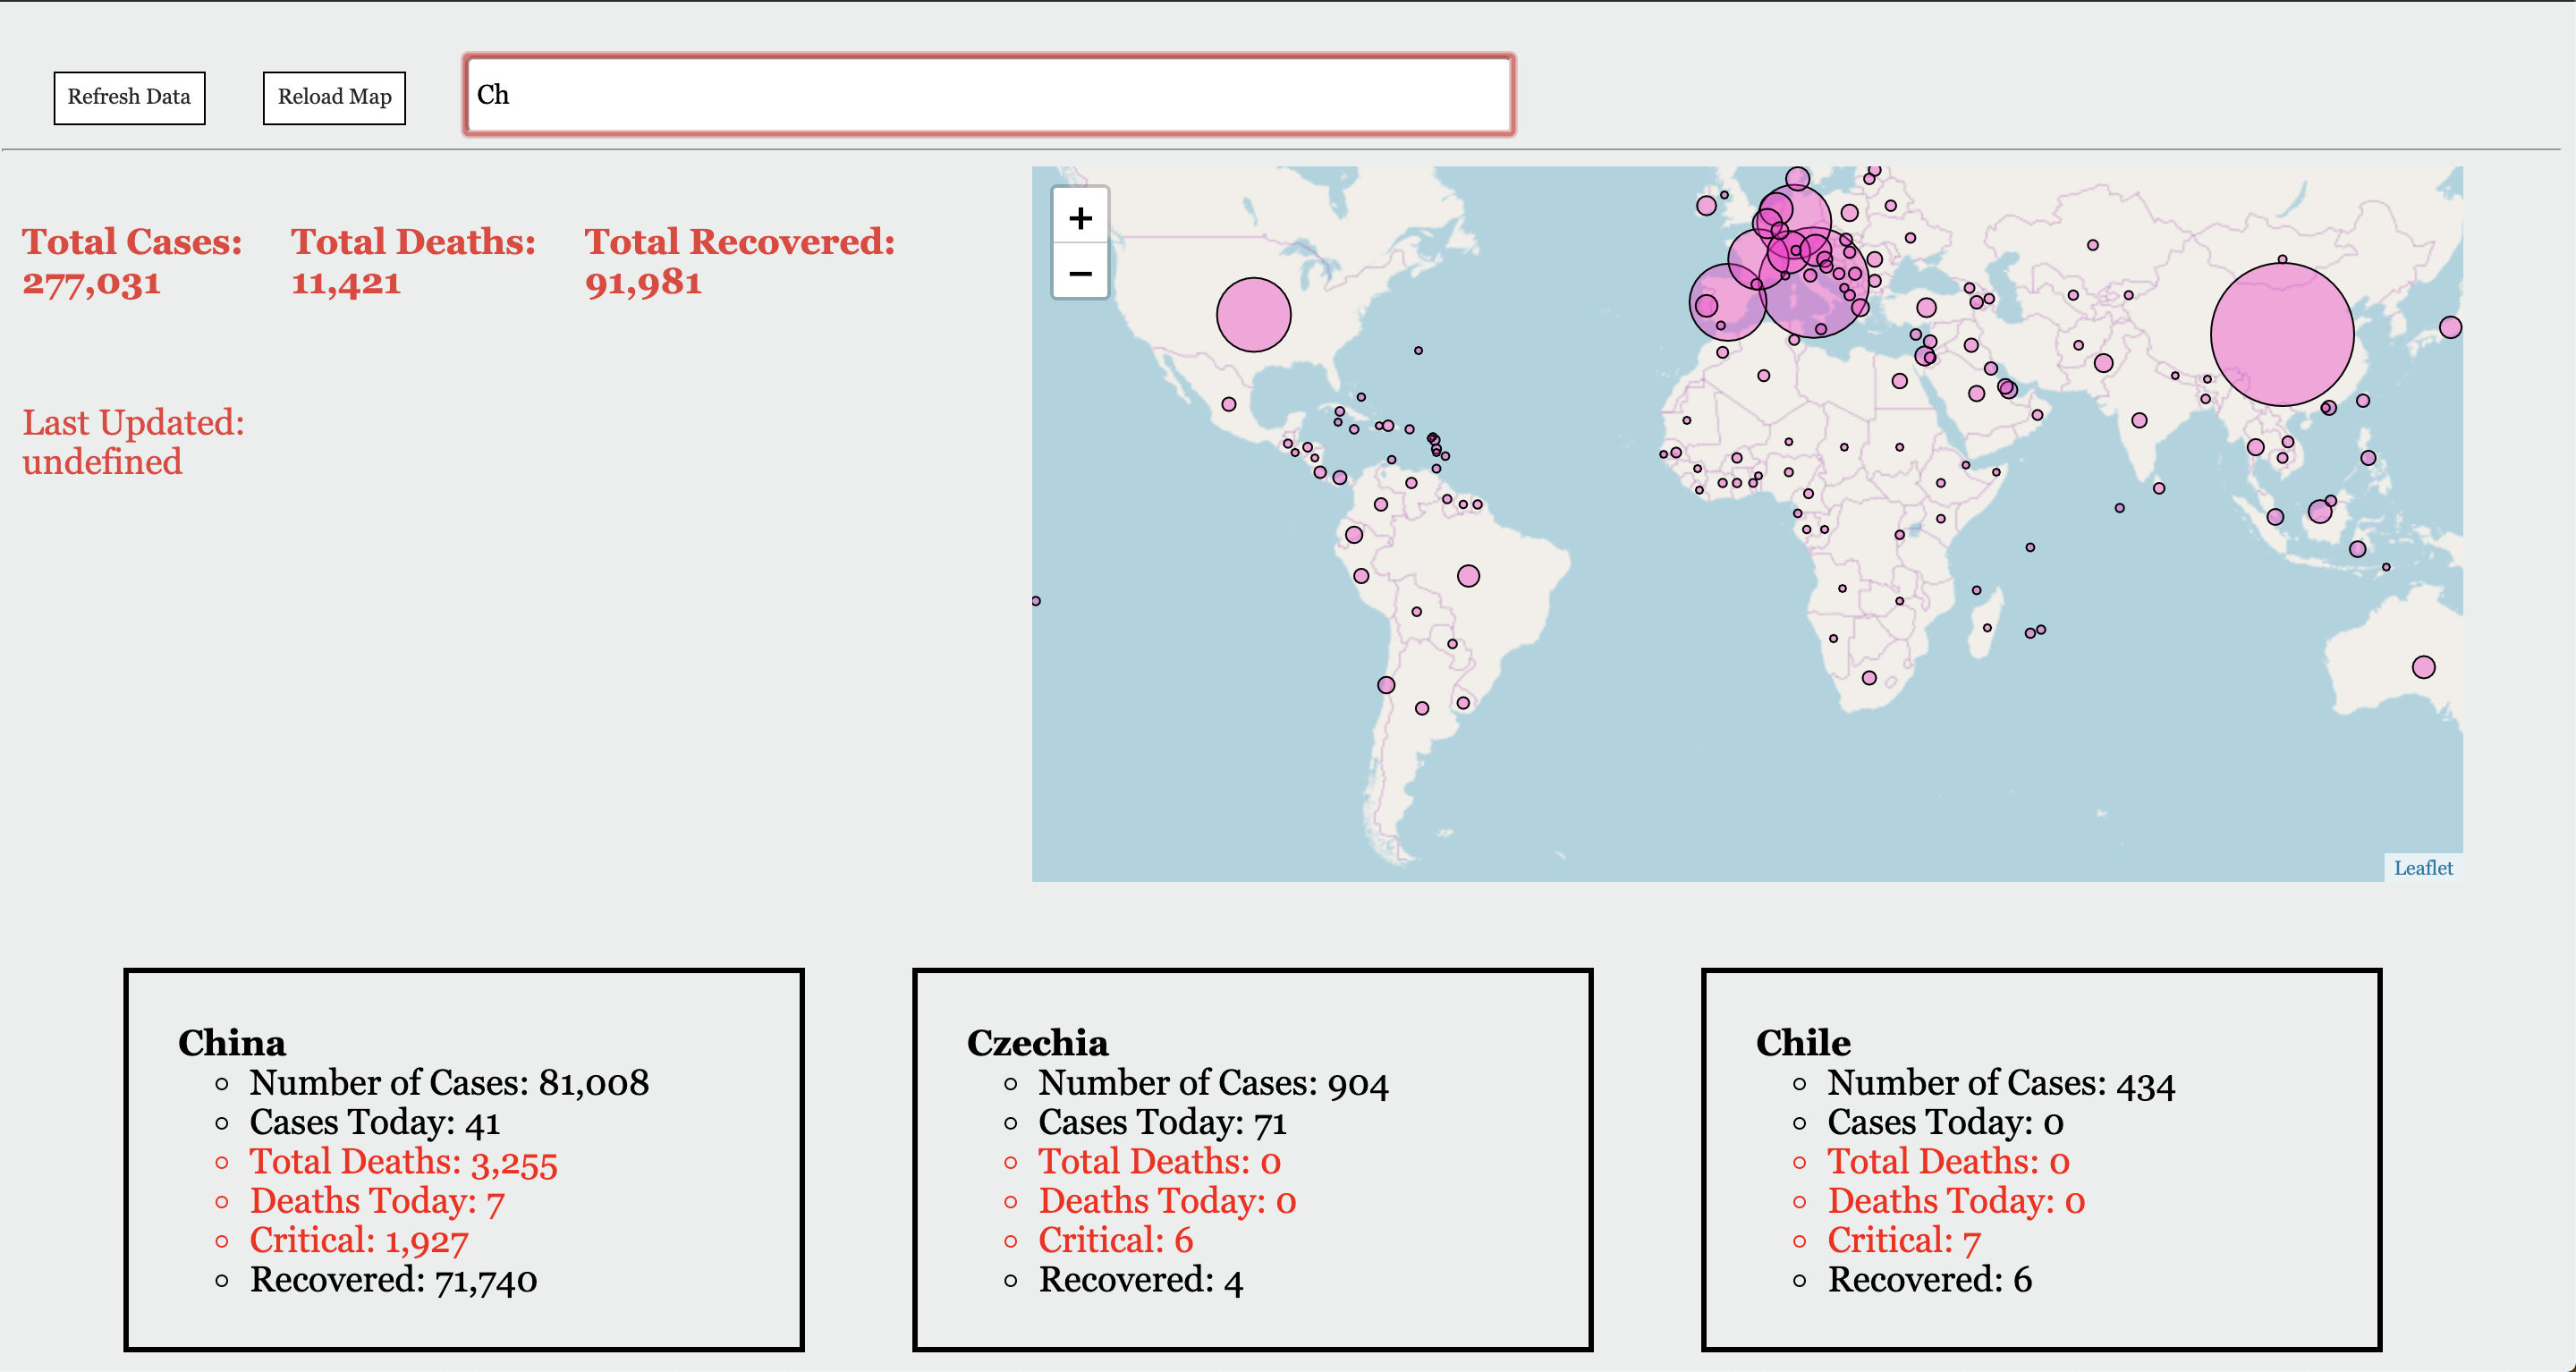 Refresh Data
Reload Map
Ch
Total Cases:
277,031
Total Deaths:
11,421
Total Recovered:
91,981
Last Updated:
undefined
+
−
Leaflet
China
Number of Cases: 81,008
Cases Today: 41
Total Deaths: 3,255
Deaths Today: 7
Critical: 1,927
Recovered: 71,740
Czechia
Number of Cases: 904
Cases Today: 71
Total Deaths: 0
Deaths Today: 0
Critical: 6
Recovered: 4
Chile
Number of Cases: 434
Cases Today: 0
Total Deaths: 0
Deaths Today: 0
Critical: 7
Recovered: 6